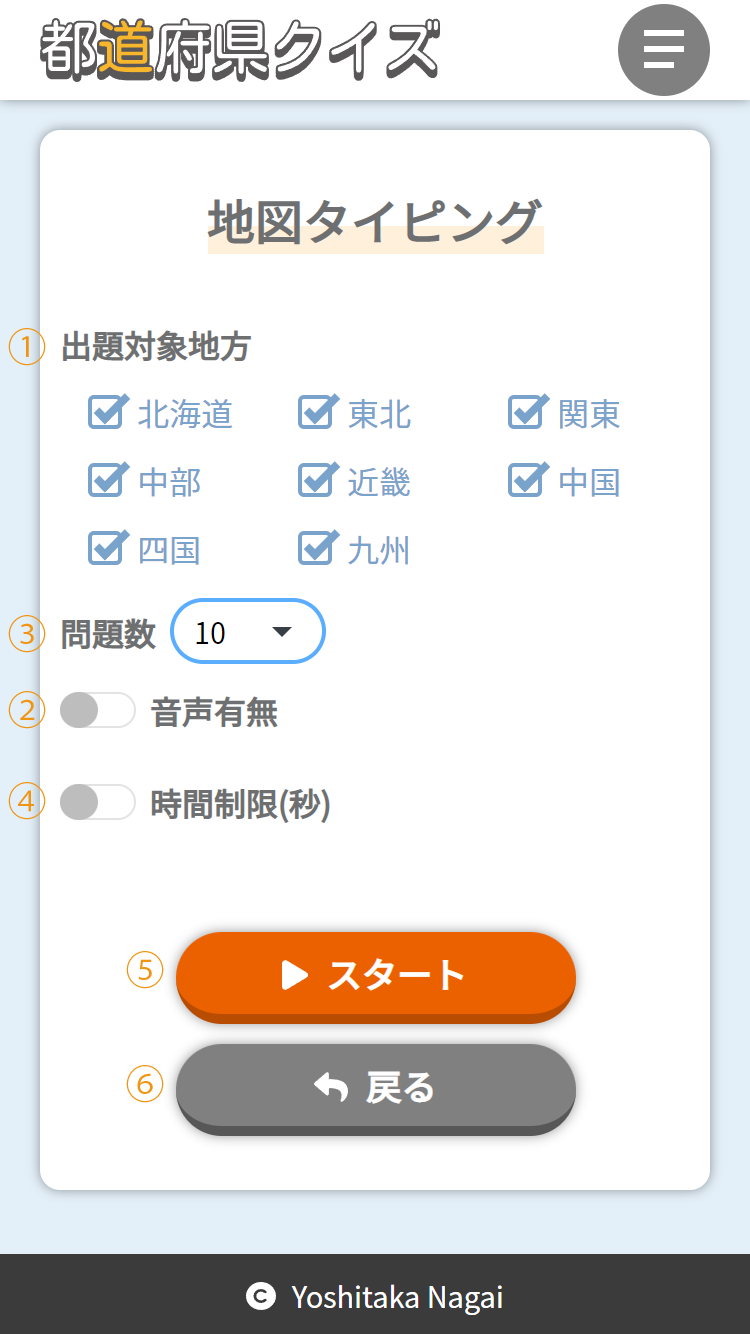 都道府県クイズ
地図タイピング
① 出題対象地方
北海道 東北 関東
中部 近畿 中国
四国 九州
③ 問題数 10
② 音声有無
④ 時間制限(秒)
⑤ スタート
⑥ 戻る
© Yoshitaka Nagai